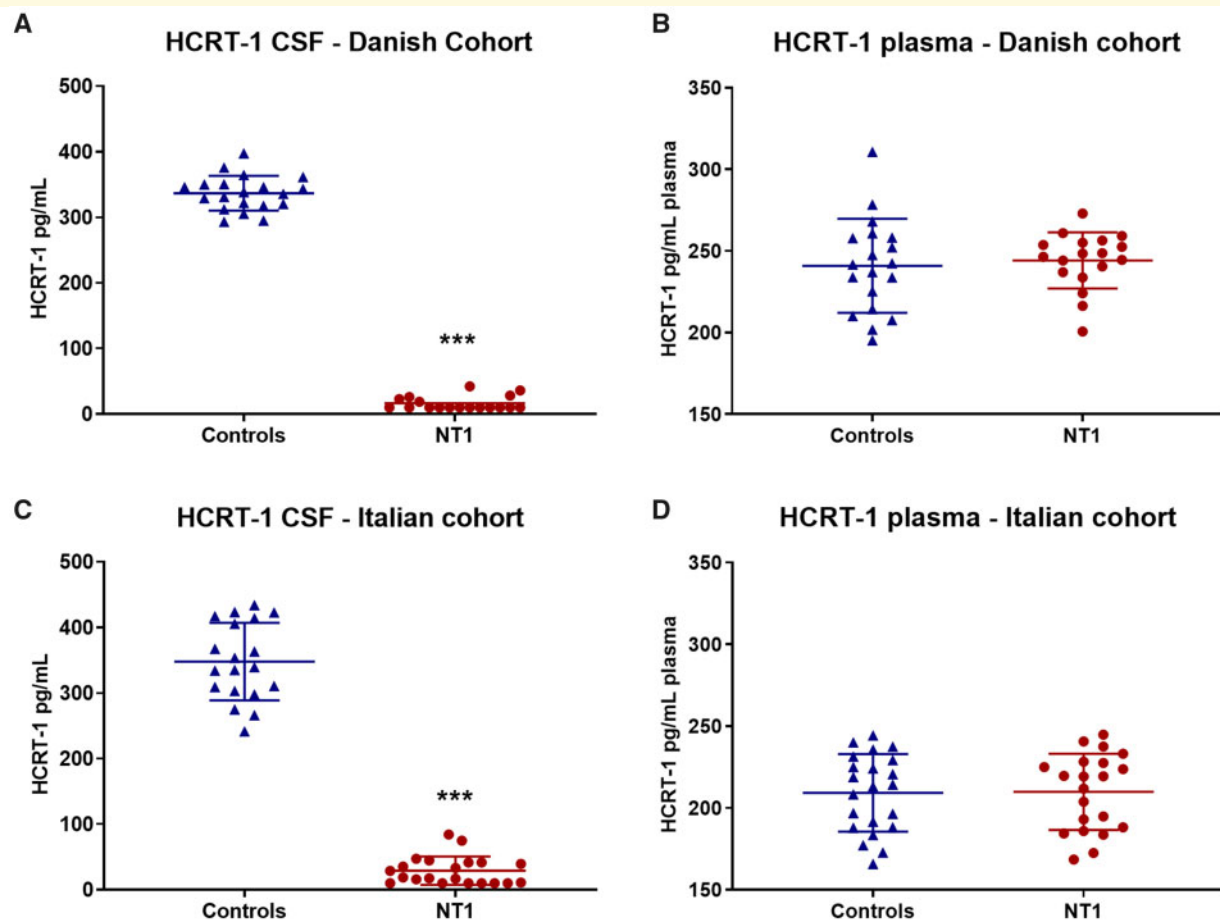 A
HCRT-1 CSF - Danish Cohort
HCRT-1 pg/mL
500
400
300
200
100
0
***
Controls
NT1
B
HCRT-1 plasma - Danish cohort
HCRT-1 pg/mL plasma
350
300
250
200
150
Controls
NT1
C
HCRT-1 CSF - Italian cohort
HCRT-1 pg/mL
500
400
300
200
100
0
***
Controls
NT1
D
HCRT-1 plasma - Italian cohort
HCRT-1 pg/mL plasma
350
300
250
200
150
Controls
NT1